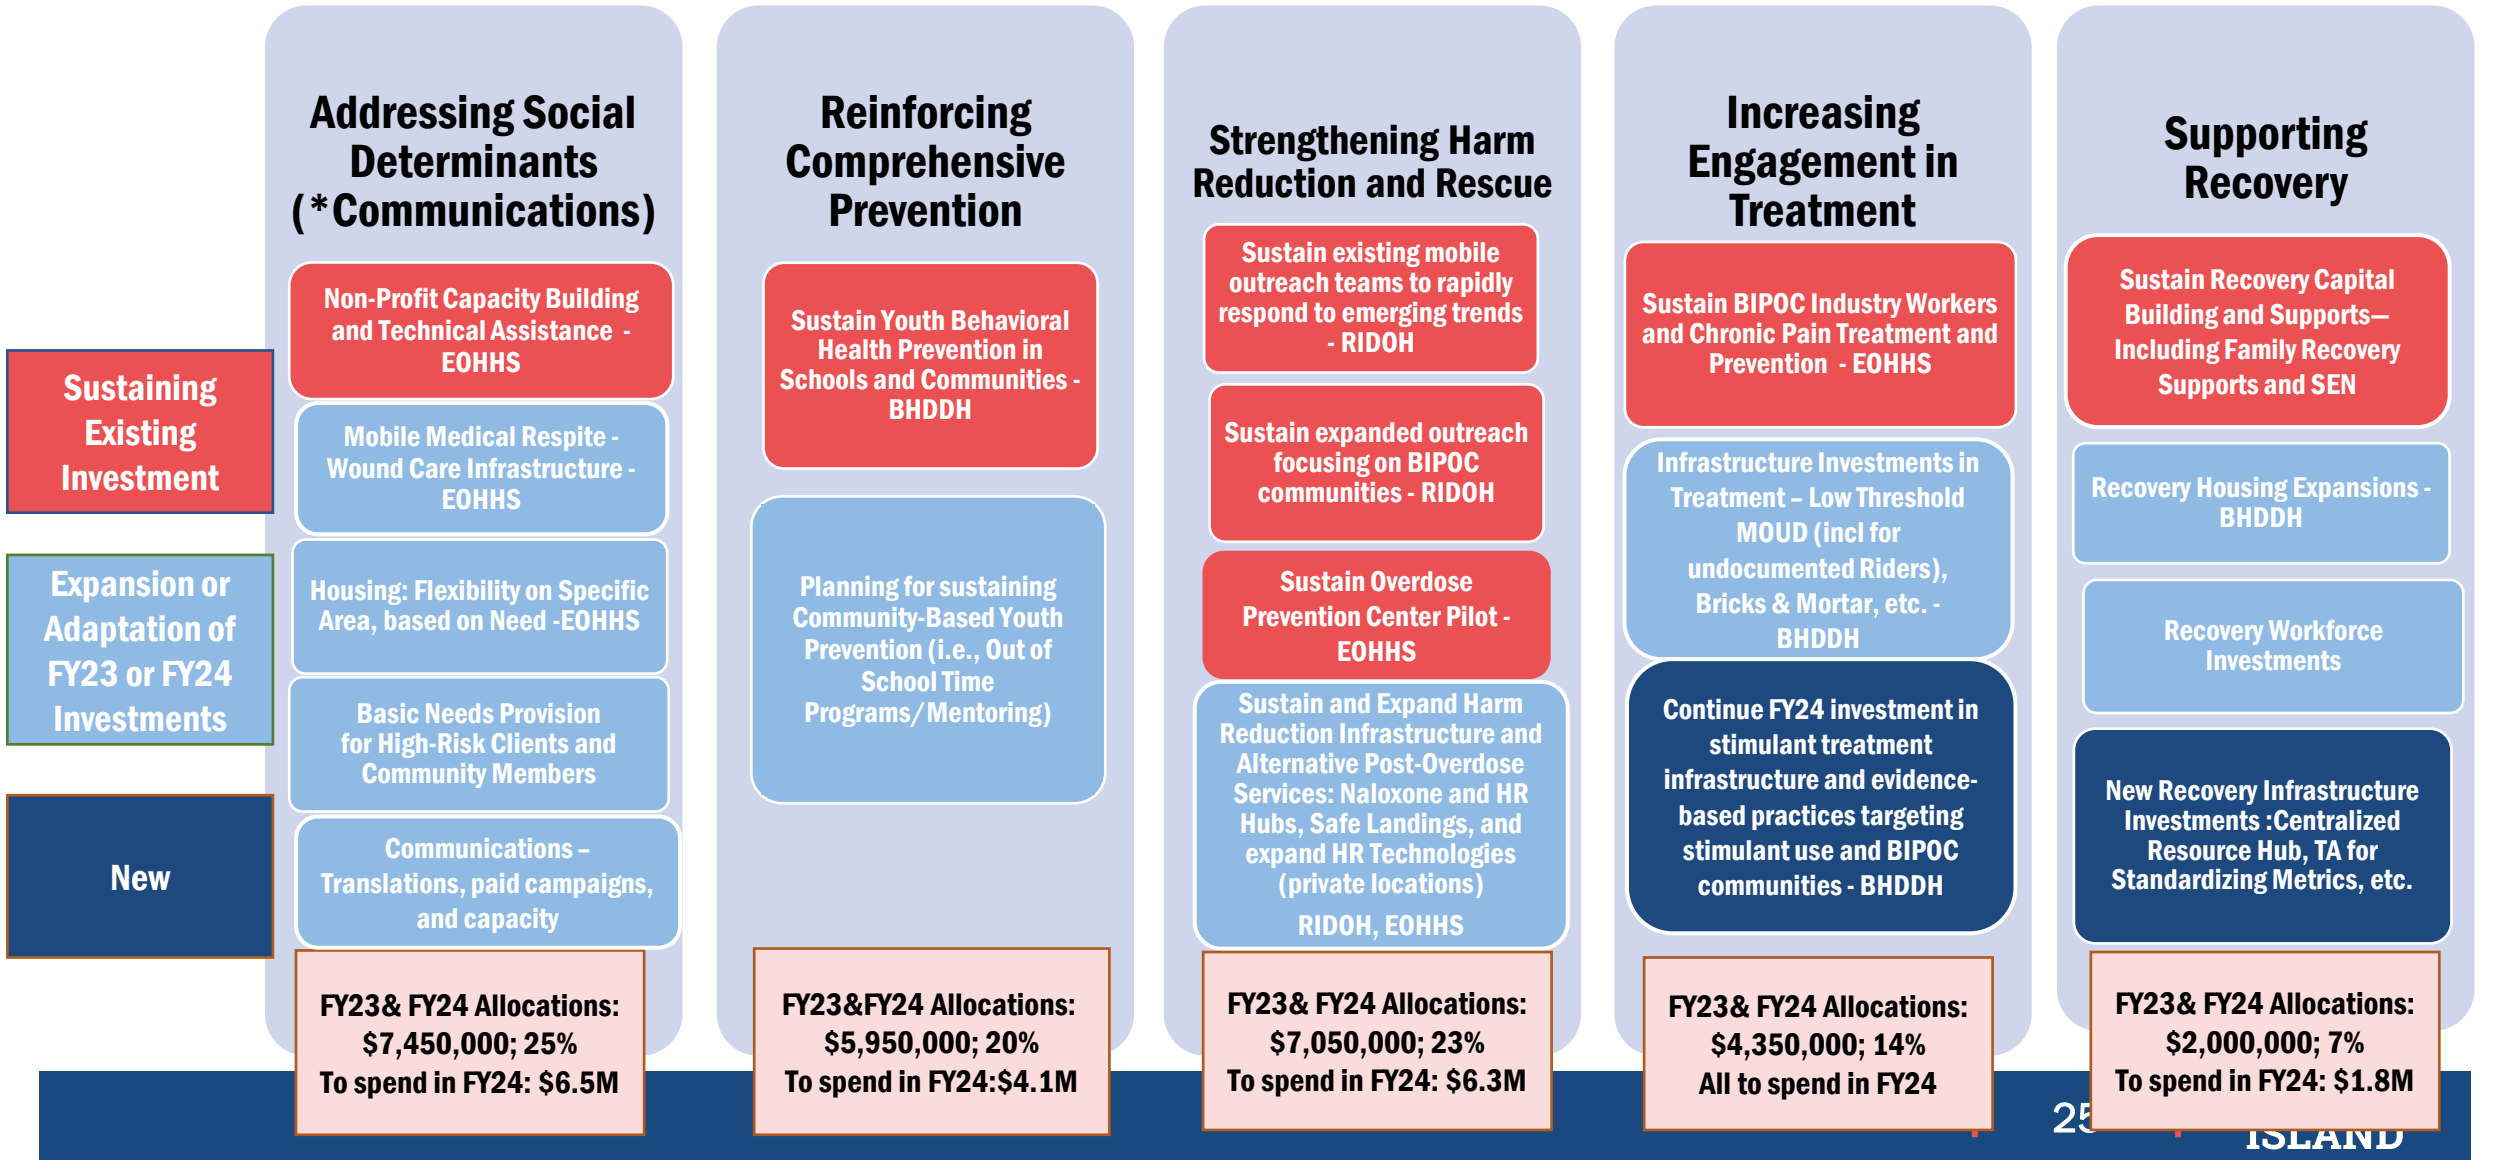 Sustaining
Existing
Investment
Expansion or
Adaptation of
FY23 or FY24
Investments
New
Addressing Social
Determinants
(*Communications)
Non-Profit Capacity Building
and Technical Assistance -
EOHHS
Mobile Medical Respite -
Wound Care Infrastructure -
EOHHS
Housing: Flexibility on Specific
Area, based on Need -EOHHS
Basic Needs Provision
for High-Risk Clients and
Community Members
Communications –
Translations, paid campaigns,
and capacity
FY23& FY24 Allocations:
$7,450,000; 25%
To spend in FY24: $6.5M
Reinforcing
Comprehensive
Prevention
Sustain Youth Behavioral
Health Prevention in
Schools and Communities -
BHDDH
Planning for sustaining
Community-Based Youth
Prevention (i.e., Out of
School Time
Programs/Mentoring)
FY23&FY24 Allocations:
$5,950,000; 20%
To spend in FY24:$4.1M
Strengthening Harm
Reduction and Rescue
Sustain existing mobile
outreach teams to rapidly
respond to emerging trends
- RIDOH
Sustain expanded outreach
focusing on BIPOC
communities - RIDOH
Sustain Overdose
Prevention Center Pilot -
EOHHS
Sustain and Expand Harm
Reduction Infrastructure and
Alternative Post-Overdose
Services: Naloxone and HR
Hubs, Safe Landings, and
expand HR Technologies
(private locations)
RIDOH, EOHHS
FY23& FY24 Allocations:
$7,050,000; 23%
To spend in FY24: $6.3M
Increasing
Engagement in
Treatment
Sustain BIPOC Industry Workers
and Chronic Pain Treatment and
Prevention - EOHHS
Infrastructure Investments in
Treatment – Low Threshold
MOUD (incl for
undocumented Riders),
Bricks & Mortar, etc. -
BHDDH
Continue FY24 investment in
stimulant treatment
infrastructure and evidence-
based practices targeting
stimulant use and BIPOC
communities - BHDDH
FY23& FY24 Allocations:
$4,350,000; 14%
All to spend in FY24
Supporting
Recovery
Sustain Recovery Capital
Building and Supports—
Including Family Recovery
Supports and SEN
Recovery Housing Expansions -
BHDDH
Recovery Workforce
Investments
New Recovery Infrastructure
Investments :Centralized
Resource Hub, TA for
Standardizing Metrics, etc.
FY23& FY24 Allocations:
$2,000,000; 7%
To spend in FY24: $1.8M
25
ISLAND